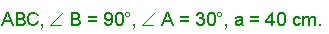 ABC, ∠ B = 90°, ∠ A = 30°, a = 40 cm.